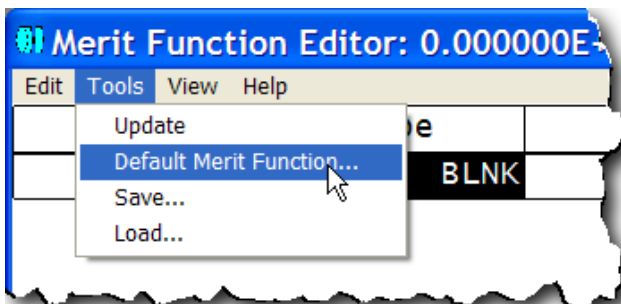 Merit Function Editor: 0.000000E
Edit Tools View Help
Update
Default Merit Function... BLNK
Save...
Load...